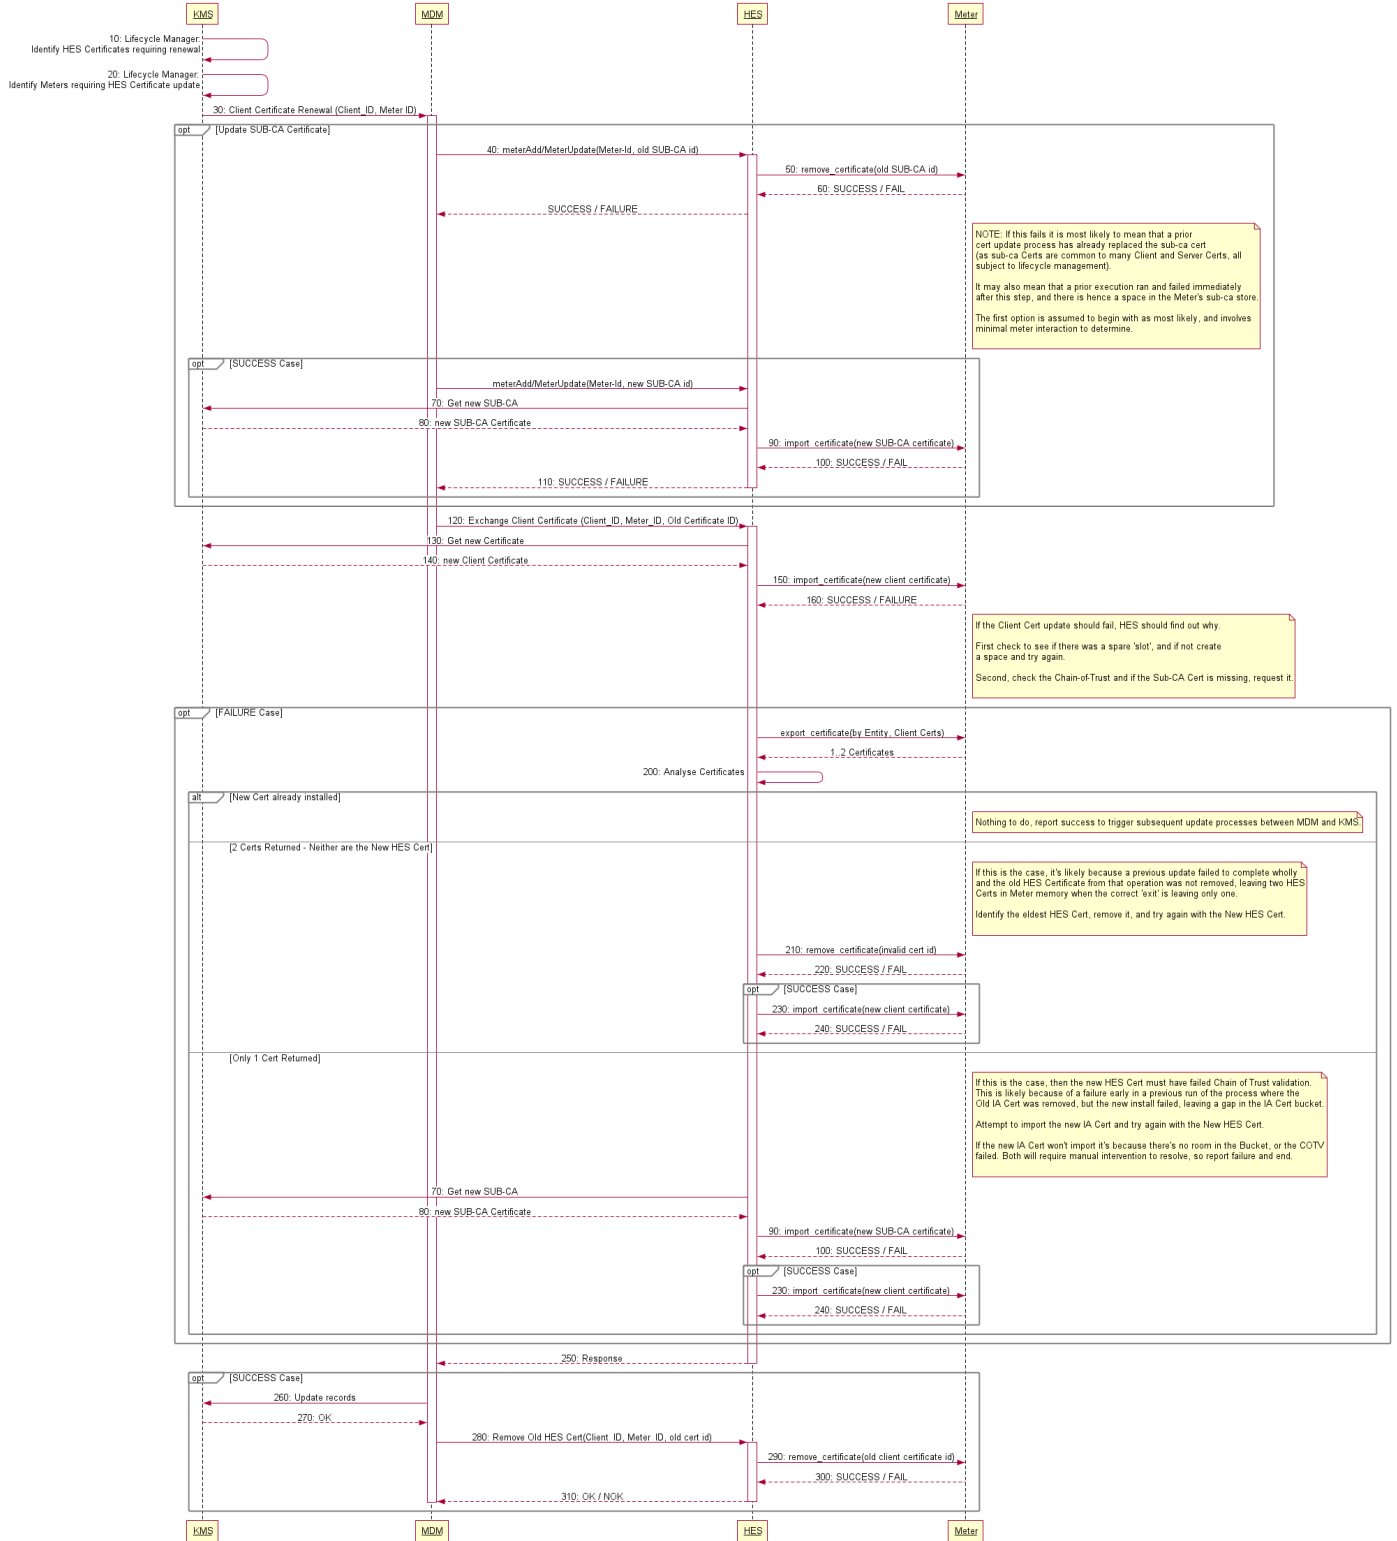 KMS
MDM
HES
Meter
10: Lifecycle Manager:
Identify HES Certificates requiring renewal
20: Lifecycle Manager:
Identify Meters requiring HES Certificate update
30: Client Certificate Renewal (Client_ID, Meter ID)
opt
[Update SUB-CA Certificate]
40: meterAdd/MeterUpdate(Meter-Id, old SUB-CA id)
50: remove_certificate(old SUB-CA id)
60: SUCCESS / FAIL
SUCCESS / FAILURE
NOTE: If this fails it is most likely to mean that a prior
cert update process has already replaced the sub-ca cert
(as sub-ca Certs are common to many Client and Server Certs, all
subject to lifecycle management).
It may also mean that a prior execution ran and failed immediately
after this step, and there is hence a space in the Meter's sub-ca store.
The first option is assumed to begin with as most likely, and involves
minimal meter interaction to determine.
opt
[SUCCESS Case]
meterAdd/MeterUpdate(Meter-Id, new SUB-CA id)
70: Get new SUB-CA
80: new SUB-CA Certificate
90: import_certificate(new SUB-CA certificate)
100: SUCCESS / FAIL
110: SUCCESS / FAILURE
120: Exchange Client Certificate (Client_ID, Meter_ID, Old Certificate ID)
130: Get new Certificate
140: new Client Certificate
150: import_certificate(new client certificate)
160: SUCCESS / FAILURE
If the Client Cert update should fail, HES should find out why.
First check to see if there was a spare 'slot', and if not create
a space and try again.
Second, check the Chain-of-Trust and if the Sub-CA Cert is missing, request it.
opt
[FAILURE Case]
export_certificate(by Entity, Client Certs)
1..2 Certificates
200: Analyse Certificates
alt
[New Cert already installed]
Nothing to do, report success to trigger subsequent update processes between MDM and KMS.
[2 Certs Returned - Neither are the New HES Cert]
If this is the case, it's likely because a previous update failed to complete wholly
and the old HES Certificate from that operation was not removed, leaving two HES
Certs in Meter memory when the correct 'exit' is leaving only one.
Identify the eldest HES Cert, remove it, and try again with the New HES Cert.
210: remove_certificate(invalid cert id)
220: SUCCESS / FAIL
opt
[SUCCESS Case]
230: import_certificate(new client certificate)
240: SUCCESS / FAIL
[Only 1 Cert Returned]
If this is the case, then the new HES Cert must have failed Chain of Trust validation.
This is likely because of a failure early in a previous run of the process where the
Old IA Cert was removed, but the new install failed, leaving a gap in the IA Cert bucket.
Attempt to import the new IA Cert and try again with the New HES Cert.
If the new IA Cert won't import it's because there's no room in the Bucket, or the COTV
failed. Both will require manual intervention to resolve, so report failure and end.
70: Get new SUB-CA
80: new SUB-CA Certificate
90: import_certificate(new SUB-CA certificate)
100: SUCCESS / FAIL
opt
[SUCCESS Case]
230: import_certificate(new client certificate)
240: SUCCESS / FAIL
250: Response
opt
[SUCCESS Case]
260: Update records
270: OK
280: Remove Old HES Cert(Client_ID, Meter_ID, old cert id)
290: remove_certificate(old client certificate id)
300: SUCCESS / FAIL
310: OK / NOK
KMS
MDM
HES
Meter